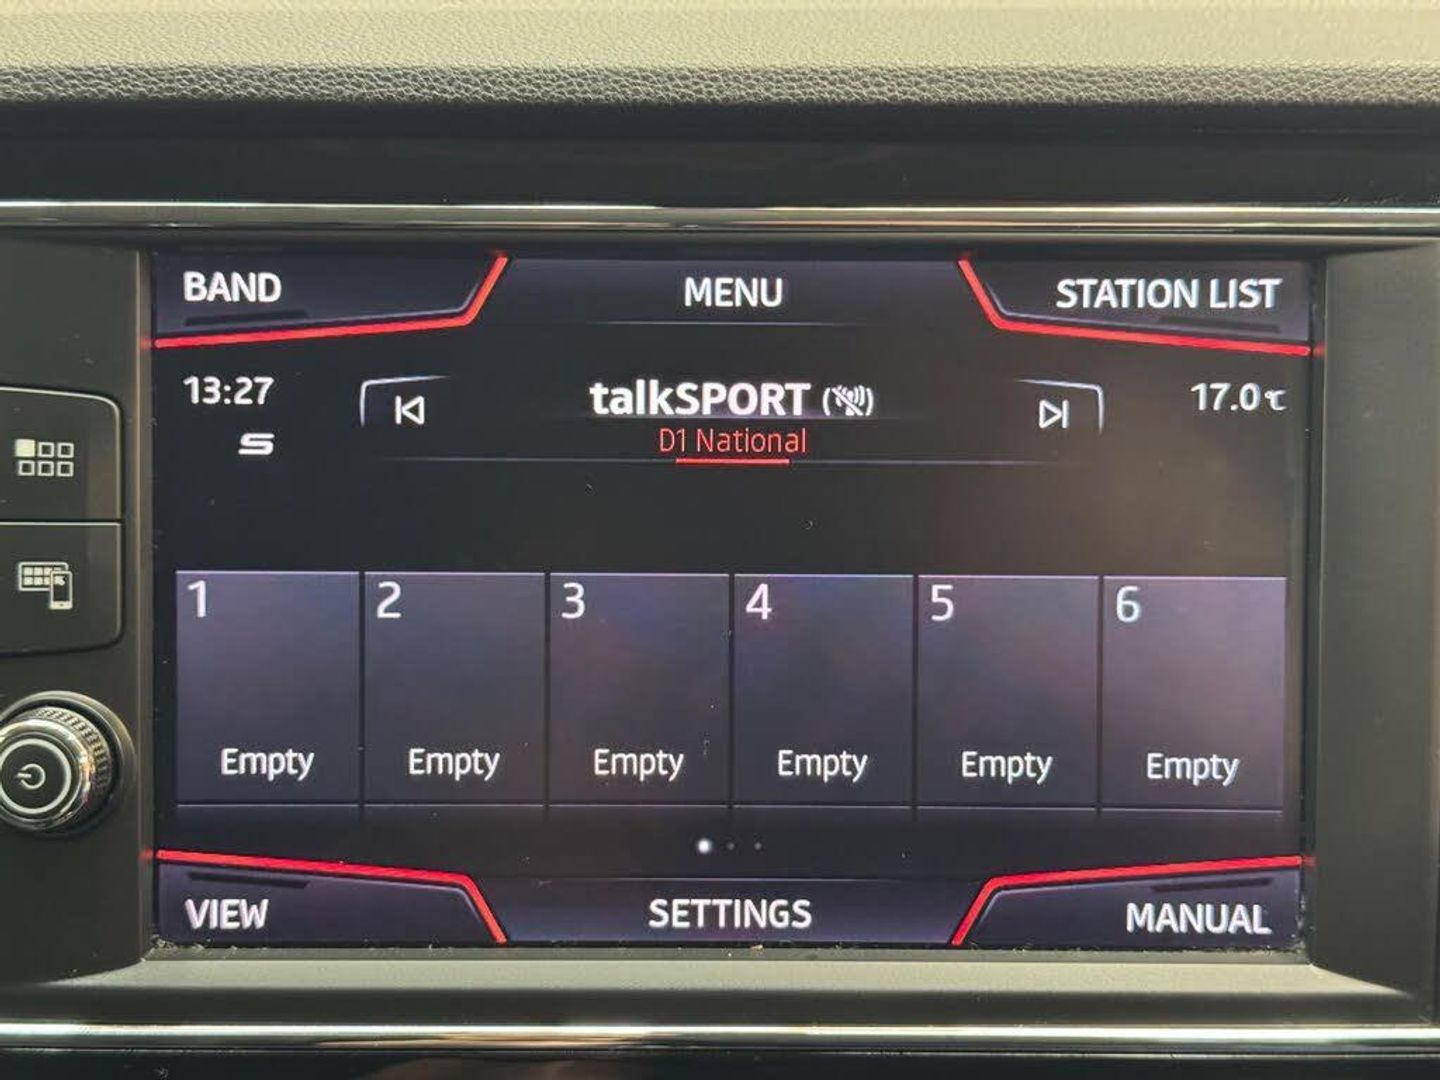 BAND
MENU
STATION LIST
13:27
talkSPORT
17.0°C
D1 National
1
2
3
4
5
6
Empty
Empty
Empty
Empty
Empty
Empty
VIEW
SETTINGS
MANUAL